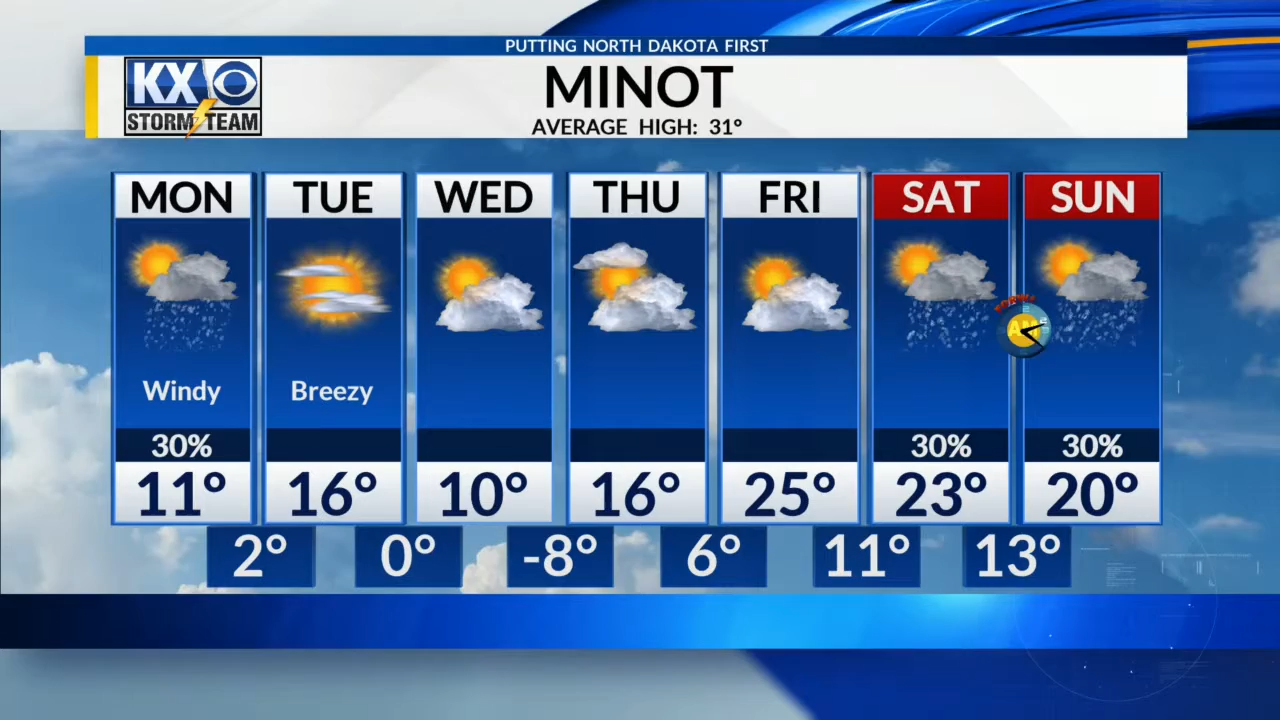 PUTTING NORTH DAKOTA FIRST
KX
STORM TEAM
MINOT
AVERAGE HIGH: 31°
MON TUE WED THU FRI SAT SUN
AM
Windy Breezy
30% 30% 30%
11° 16° 10° 16° 25° 23° 20°
2° 0° -8° 6° 11° 13°